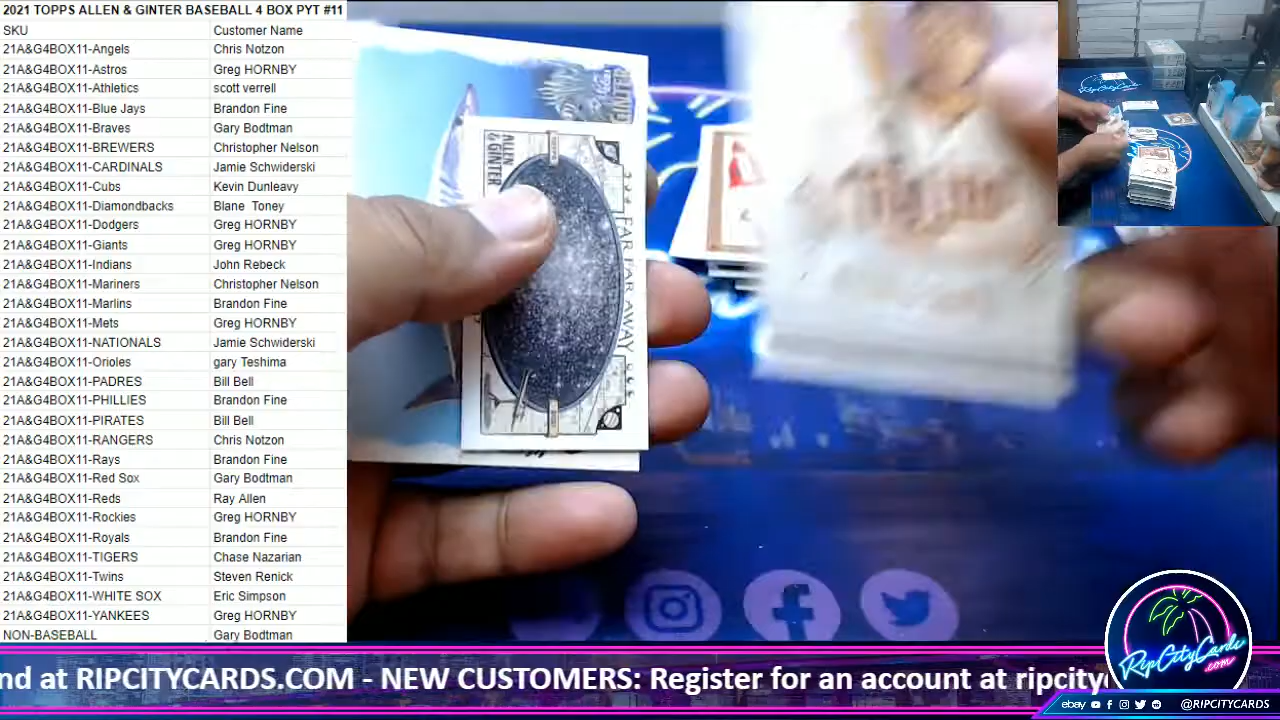 2021 TOPPS ALLEN & GINTER BASEBALL 4 BOX PYT #11
SKU Customer Name
21A&G4BOX11-Angels Chris Notzon
21A&G4BOX11-Astros Greg HORNBY
21A&G4BOX11-Athletics scott verrell
21A&G4BOX11-Blue Jays Brandon Fine
21A&G4BOX11-Braves Gary Bodtman
21A&G4BOX11-BREWERS Christopher Nelson
21A&G4BOX11-CARDINALS Jamie Schwiderski
21A&G4BOX11-Cubs Kevin Dunleavy
21A&G4BOX11-Diamondbacks Blane Toney
21A&G4BOX11-Dodgers Greg HORNBY
21A&G4BOX11-Giants Greg HORNBY
21A&G4BOX11-Indians John Rebeck
21A&G4BOX11-Mariners Christopher Nelson
21A&G4BOX11-Marlins Brandon Fine
21A&G4BOX11-Mets Greg HORNBY
21A&G4BOX11-NATIONALS Jamie Schwiderski
21A&G4BOX11-Orioles gary Teshima
21A&G4BOX11-PADRES Bill Bell
21A&G4BOX11-PHILLIES Brandon Fine
21A&G4BOX11-PIRATES Bill Bell
21A&G4BOX11-RANGERS Chris Notzon
21A&G4BOX11-Rays Brandon Fine
21A&G4BOX11-Red Sox Gary Bodtman
21A&G4BOX11-Reds Ray Allen
21A&G4BOX11-Rockies Greg HORNBY
21A&G4BOX11-Royals Brandon Fine
21A&G4BOX11-TIGERS Chase Nazarian
21A&G4BOX11-Twins Steven Renick
21A&G4BOX11-WHITE SOX Eric Simpson
21A&G4BOX11-YANKEES Greg HORNBY
NON-BASEBALL Gary Bodtman
ALLEN & GINTER
FAR FAR AWAY
GINTER
RipCityCards
.com
nd at RIPCITYCARDS.COM - NEW CUSTOMERS: Register for an account at ripcity
ebay @RIPCITYCARDS